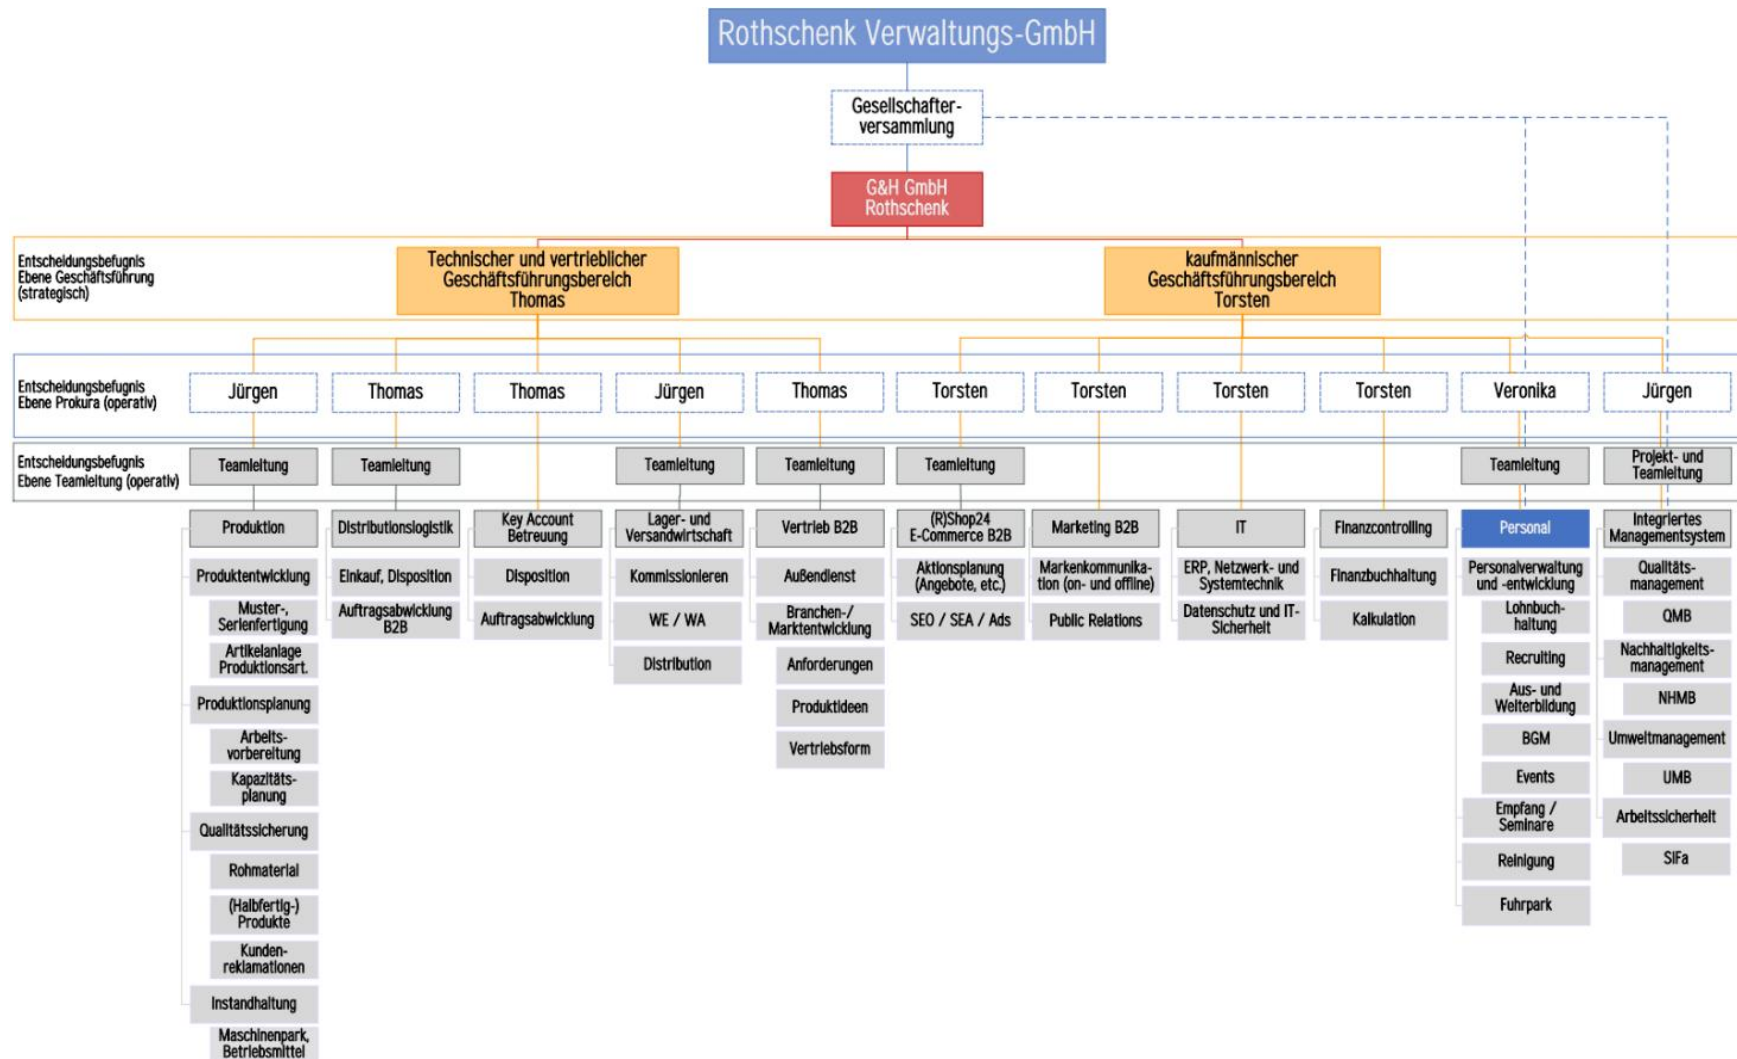 Rothschenk Verwaltungs-GmbH
Gesellschafter-
versammlung
G&H GmbH
Rothschenk
Entscheidungsbefugnis
Ebene Geschäftsführung
(strategisch)
Technischer und vertrieblicher
Geschäftsführungsbereich
Thomas
kaufmännischer
Geschäftsführungsbereich
Torsten
Entscheidungsbefugnis
Ebene Prokura (operativ)
Jürgen
Thomas
Thomas
Jürgen
Thomas
Torsten
Torsten
Torsten
Torsten
Veronika
Jürgen
Entscheidungsbefugnis
Ebene Teamleitung (operativ)
Teamleitung
Teamleitung
Teamleitung
Teamleitung
Teamleitung
Teamleitung
Projekt- und
Teamleitung
Produktion
Produktentwicklung
Muster-,
Serienfertigung
Artikelanlage
Produktionsart.
Produktionsplanung
Arbeits-
vorbereitung
Kapazitäts-
planung
Qualitätssicherung
Rohmaterial
(Halbfertig-)
Produkte
Kunden-
reklamationen
Instandhaltung
Maschinenpark,
Betriebsmittel
Distributionslogistik
Einkauf, Disposition
Auftragsabwicklung
B2B
Key Account
Betreuung
Disposition
Auftragsabwicklung
Lager- und
Versandwirtschaft
Kommissionieren
WE / WA
Distribution
Vertrieb B2B
Außendienst
Branchen-/
Marktentwicklung
Anforderungen
Produktideen
Vertriebsform
(R)Shop24
E-Commerce B2B
Aktionsplanung
(Angebote, etc.)
SEO / SEA / Ads
Marketing B2B
Markenkommunika-
tion (on- und offline)
Public Relations
IT
ERP, Netzwerk- und
Systemtechnik
Datenschutz und IT-
Sicherheit
Finanzcontrolling
Finanzbuchhaltung
Kalkulation
Personal
Personalverwaltung
und -entwicklung
Lohnbuch-
haltung
Recruiting
Aus- und
Weiterbildung
BGM
Events
Empfang /
Seminare
Reinigung
Fuhrpark
Integriertes
Managementsystem
Qualitäts-
management
QMB
Nachhaltigkeits-
management
NHMB
Umweltmanagement
UMB
Arbeitssicherheit
SiFa